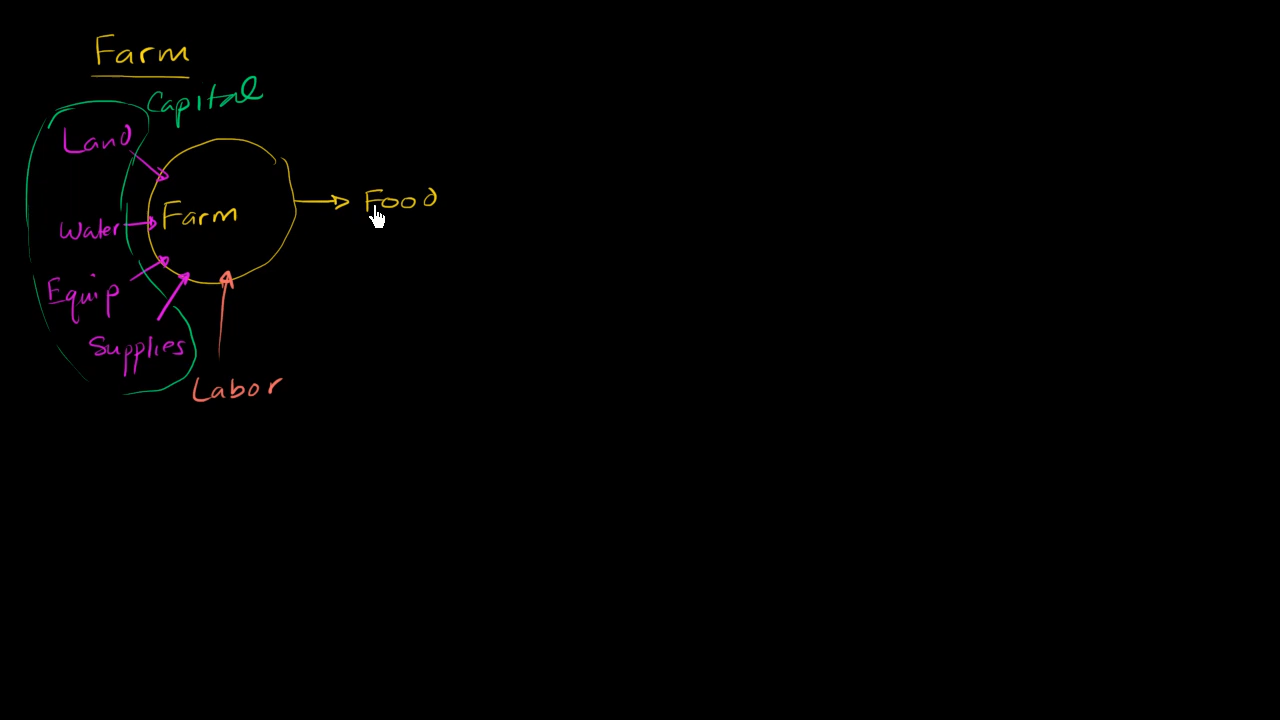 Farm
Capital
Land
Farm
Food
Water
Equip
Supplies
Labor